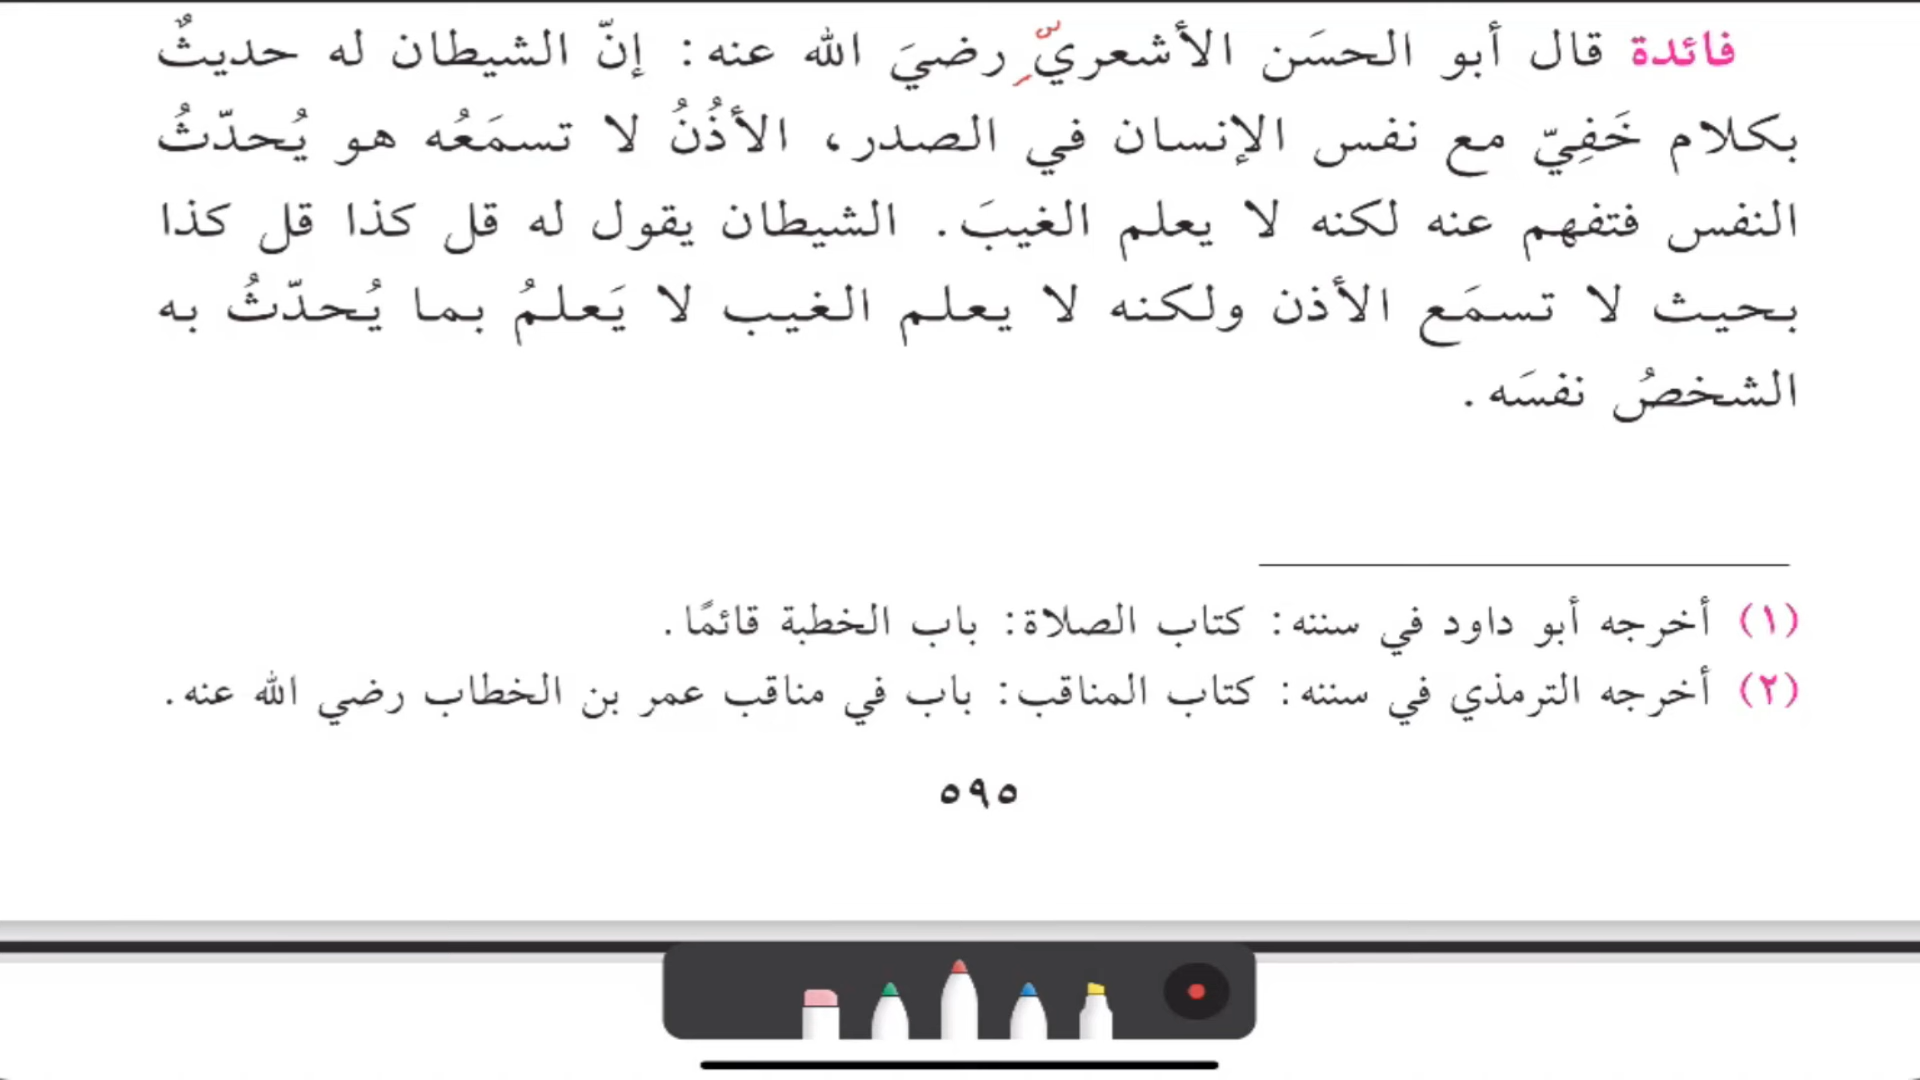 فائدة قال أبو الحسَن الأشعريّ رضيَ الله عنه: إنّ الشيطان له حديثٌ
بكلام خَفِيّ مع نفس الإنسان في الصدر، الأذُنُ لا تسمَعُه هو يُحدّثُ
النفس فتفهم عنه لكنه لا يعلم الغيبَ. الشيطان يقول له قل كذا قل كذا
بحيث لا تسمَع الأذن ولكنه لا يعلم الغيب لا يَعلمُ بما يُحدّثُ به
الشخصُ نفسَه.
(١) أخرجه أبو داود في سننه: كتاب الصلاة: باب الخطبة قائمًا.
(٢) أخرجه الترمذي في سننه: كتاب المناقب: باب في مناقب عمر بن الخطاب رضي الله عنه.
٥٩٥